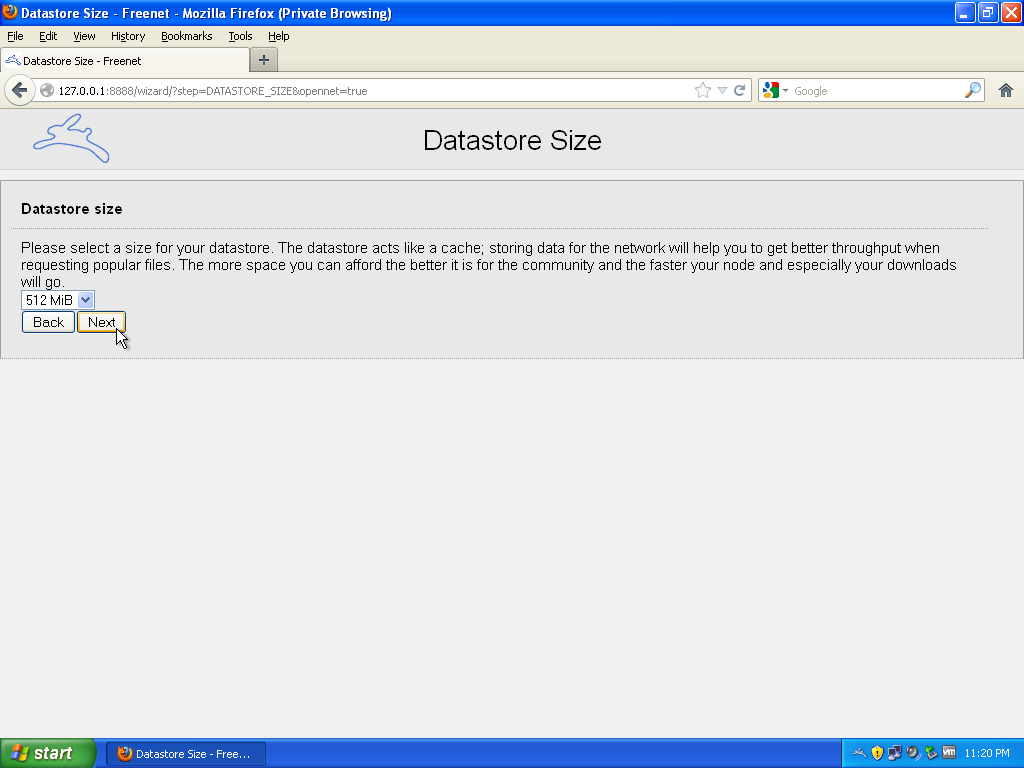 Datastore Size - Freenet - Mozilla Firefox (Private Browsing)
File Edit View History Bookmarks Tools Help
Datastore Size - Freenet
127.0.0.1:8888/wizard/?step=DATASTORE_SIZE&opennet=true
Google
Datastore Size
Datastore size
Please select a size for your datastore. The datastore acts like a cache; storing data for the network will help you to get better throughput when
requesting popular files. The more space you can afford the better it is for the community and the faster your node and especially your downloads
will go.
512 MiB
Back Next
start Datastore Size - Free... vm 11:20 PM